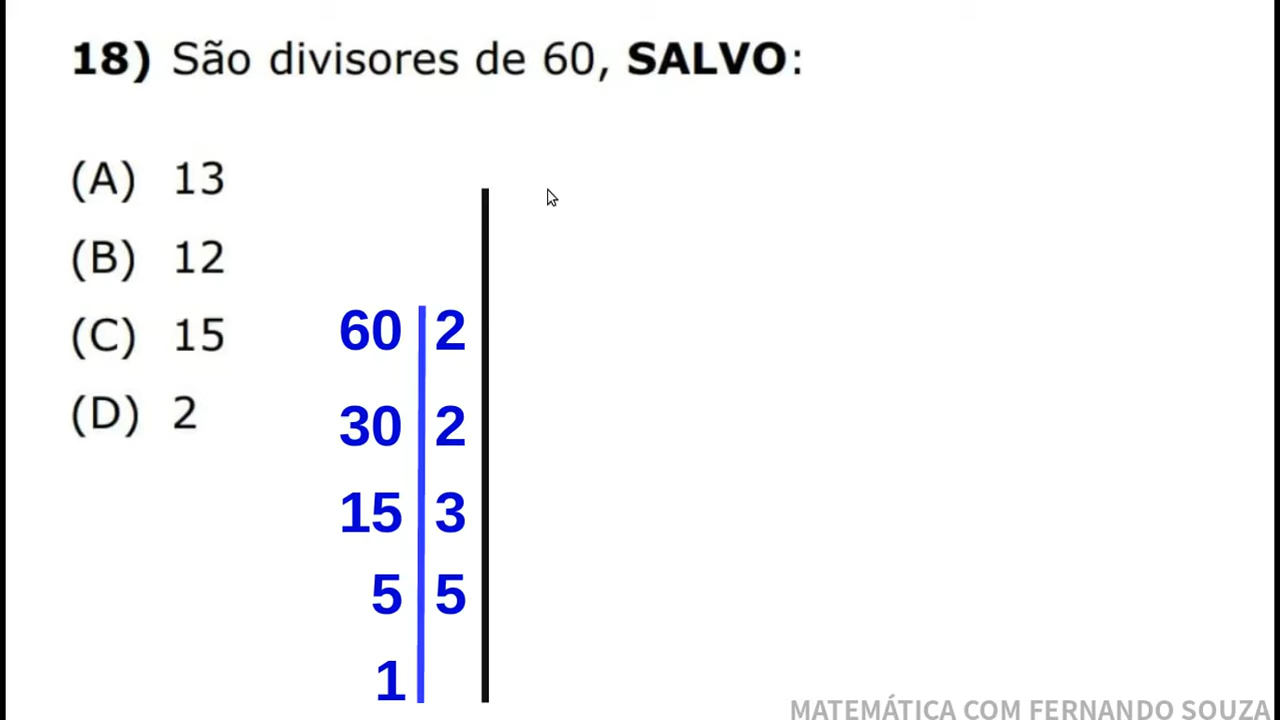 18) São divisores de 60, SALVO:
(A) 13
(B) 12
(C) 15
(D) 2
60 2
30 2
15 3
5 5
1
MATEMÁTICA COM FERNANDO SOUZA